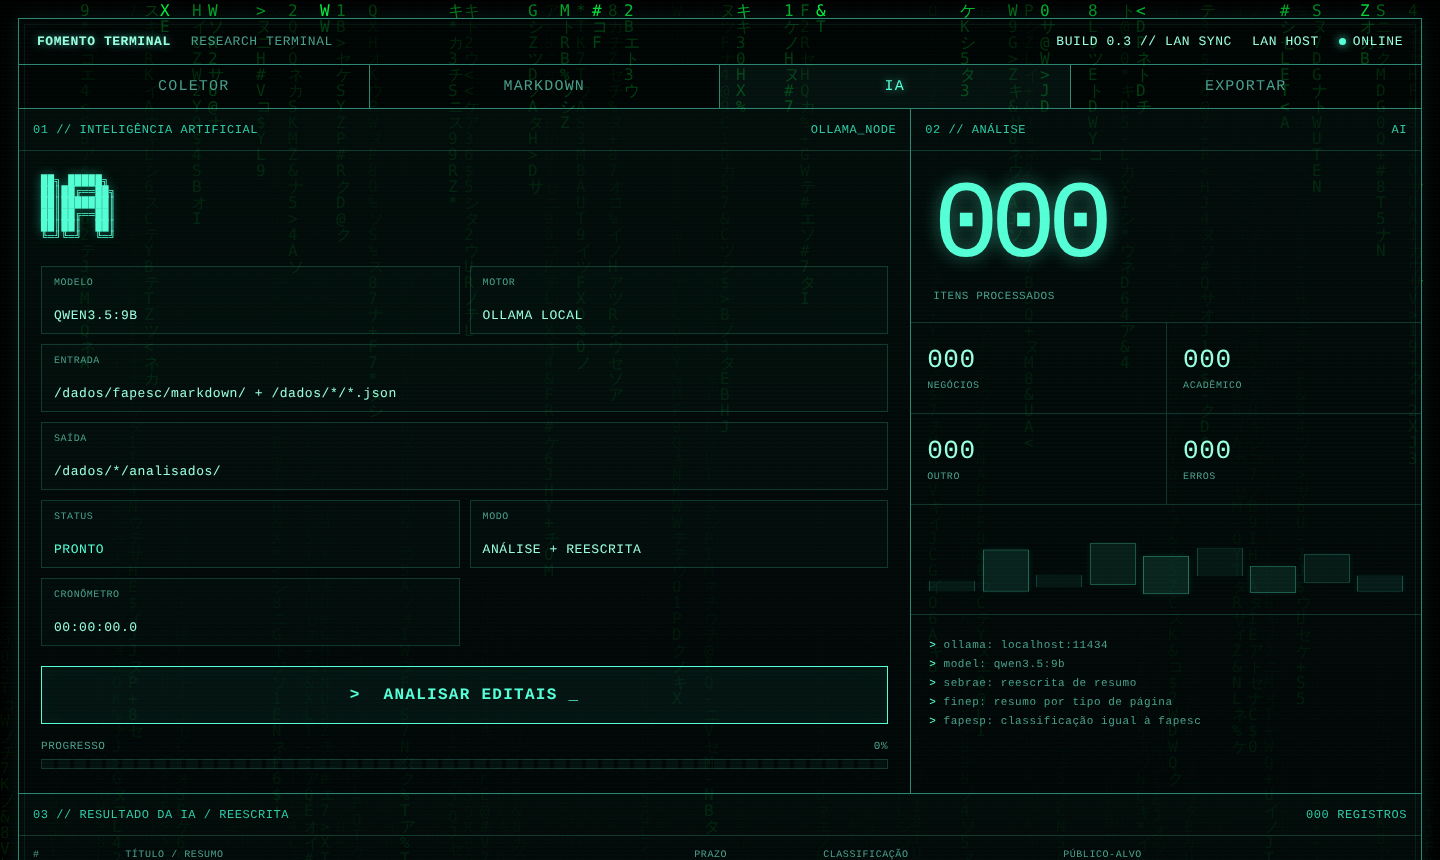 FOMENTO TERMINAL RESEARCH TERMINAL BUILD 0.3 // LAN SYNC LAN HOST ONLINE
COLETOR MARKDOWN IA EXPORTAR
01 // INTELIGÊNCIA ARTIFICIAL OLLAMA_NODE
02 // ANÁLISE AI
IA
000
ITENS PROCESSADOS
MODELO
QWEN3.5:9B
MOTOR
OLLAMA LOCAL
ENTRADA
/dados/fapesc/markdown/ + /dados/*/*.json
SAÍDA
/dados/*/analisados/
STATUS
PRONTO
MODO
ANÁLISE + REESCRITA
CRONÔMETRO
00:00:00.0
> ANALISAR EDITAIS _
PROGRESSO 0%
000
NEGÓCIOS
000
ACADÊMICO
000
OUTRO
000
ERROS
> ollama: localhost:11434
> model: qwen3.5:9b
> sebrae: reescrita de resumo
> finep: resumo por tipo de página
> fapesp: classificação igual à fapesc
03 // RESULTADO DA IA / REESCRITA 000 REGISTROS
# TÍTULO / RESUMO PRAZO CLASSIFICAÇÃO PÚBLICO-ALVO